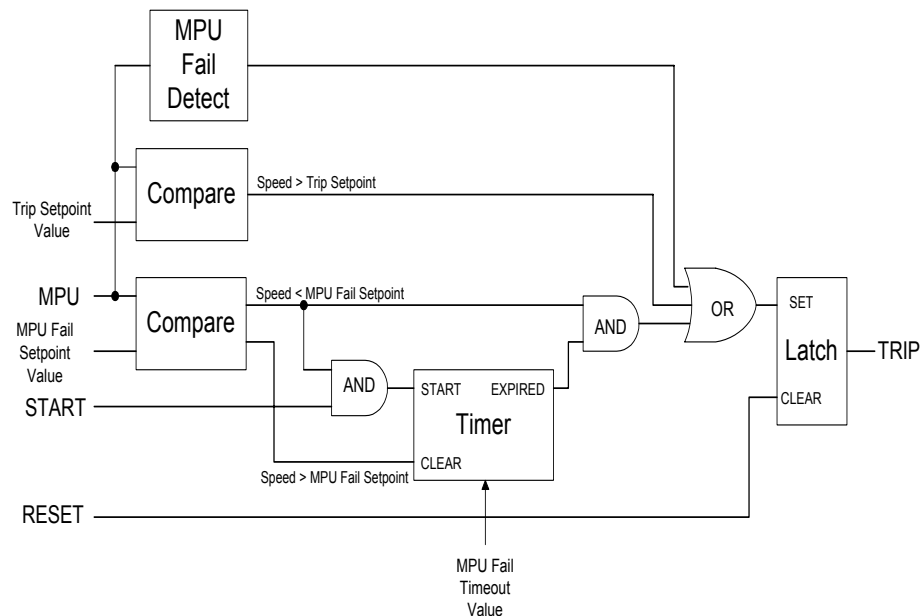 MPU
Fail
Detect
Compare
Speed > Trip Setpoint
Trip Setpoint
Value
MPU
Speed < MPU Fail Setpoint
Compare
MPU Fail
Setpoint
Value
AND
OR
SET
Latch
TRIP
CLEAR
START
AND
START
EXPIRED
Timer
CLEAR
Speed > MPU Fail Setpoint
RESET
MPU Fail
Timeout
Value